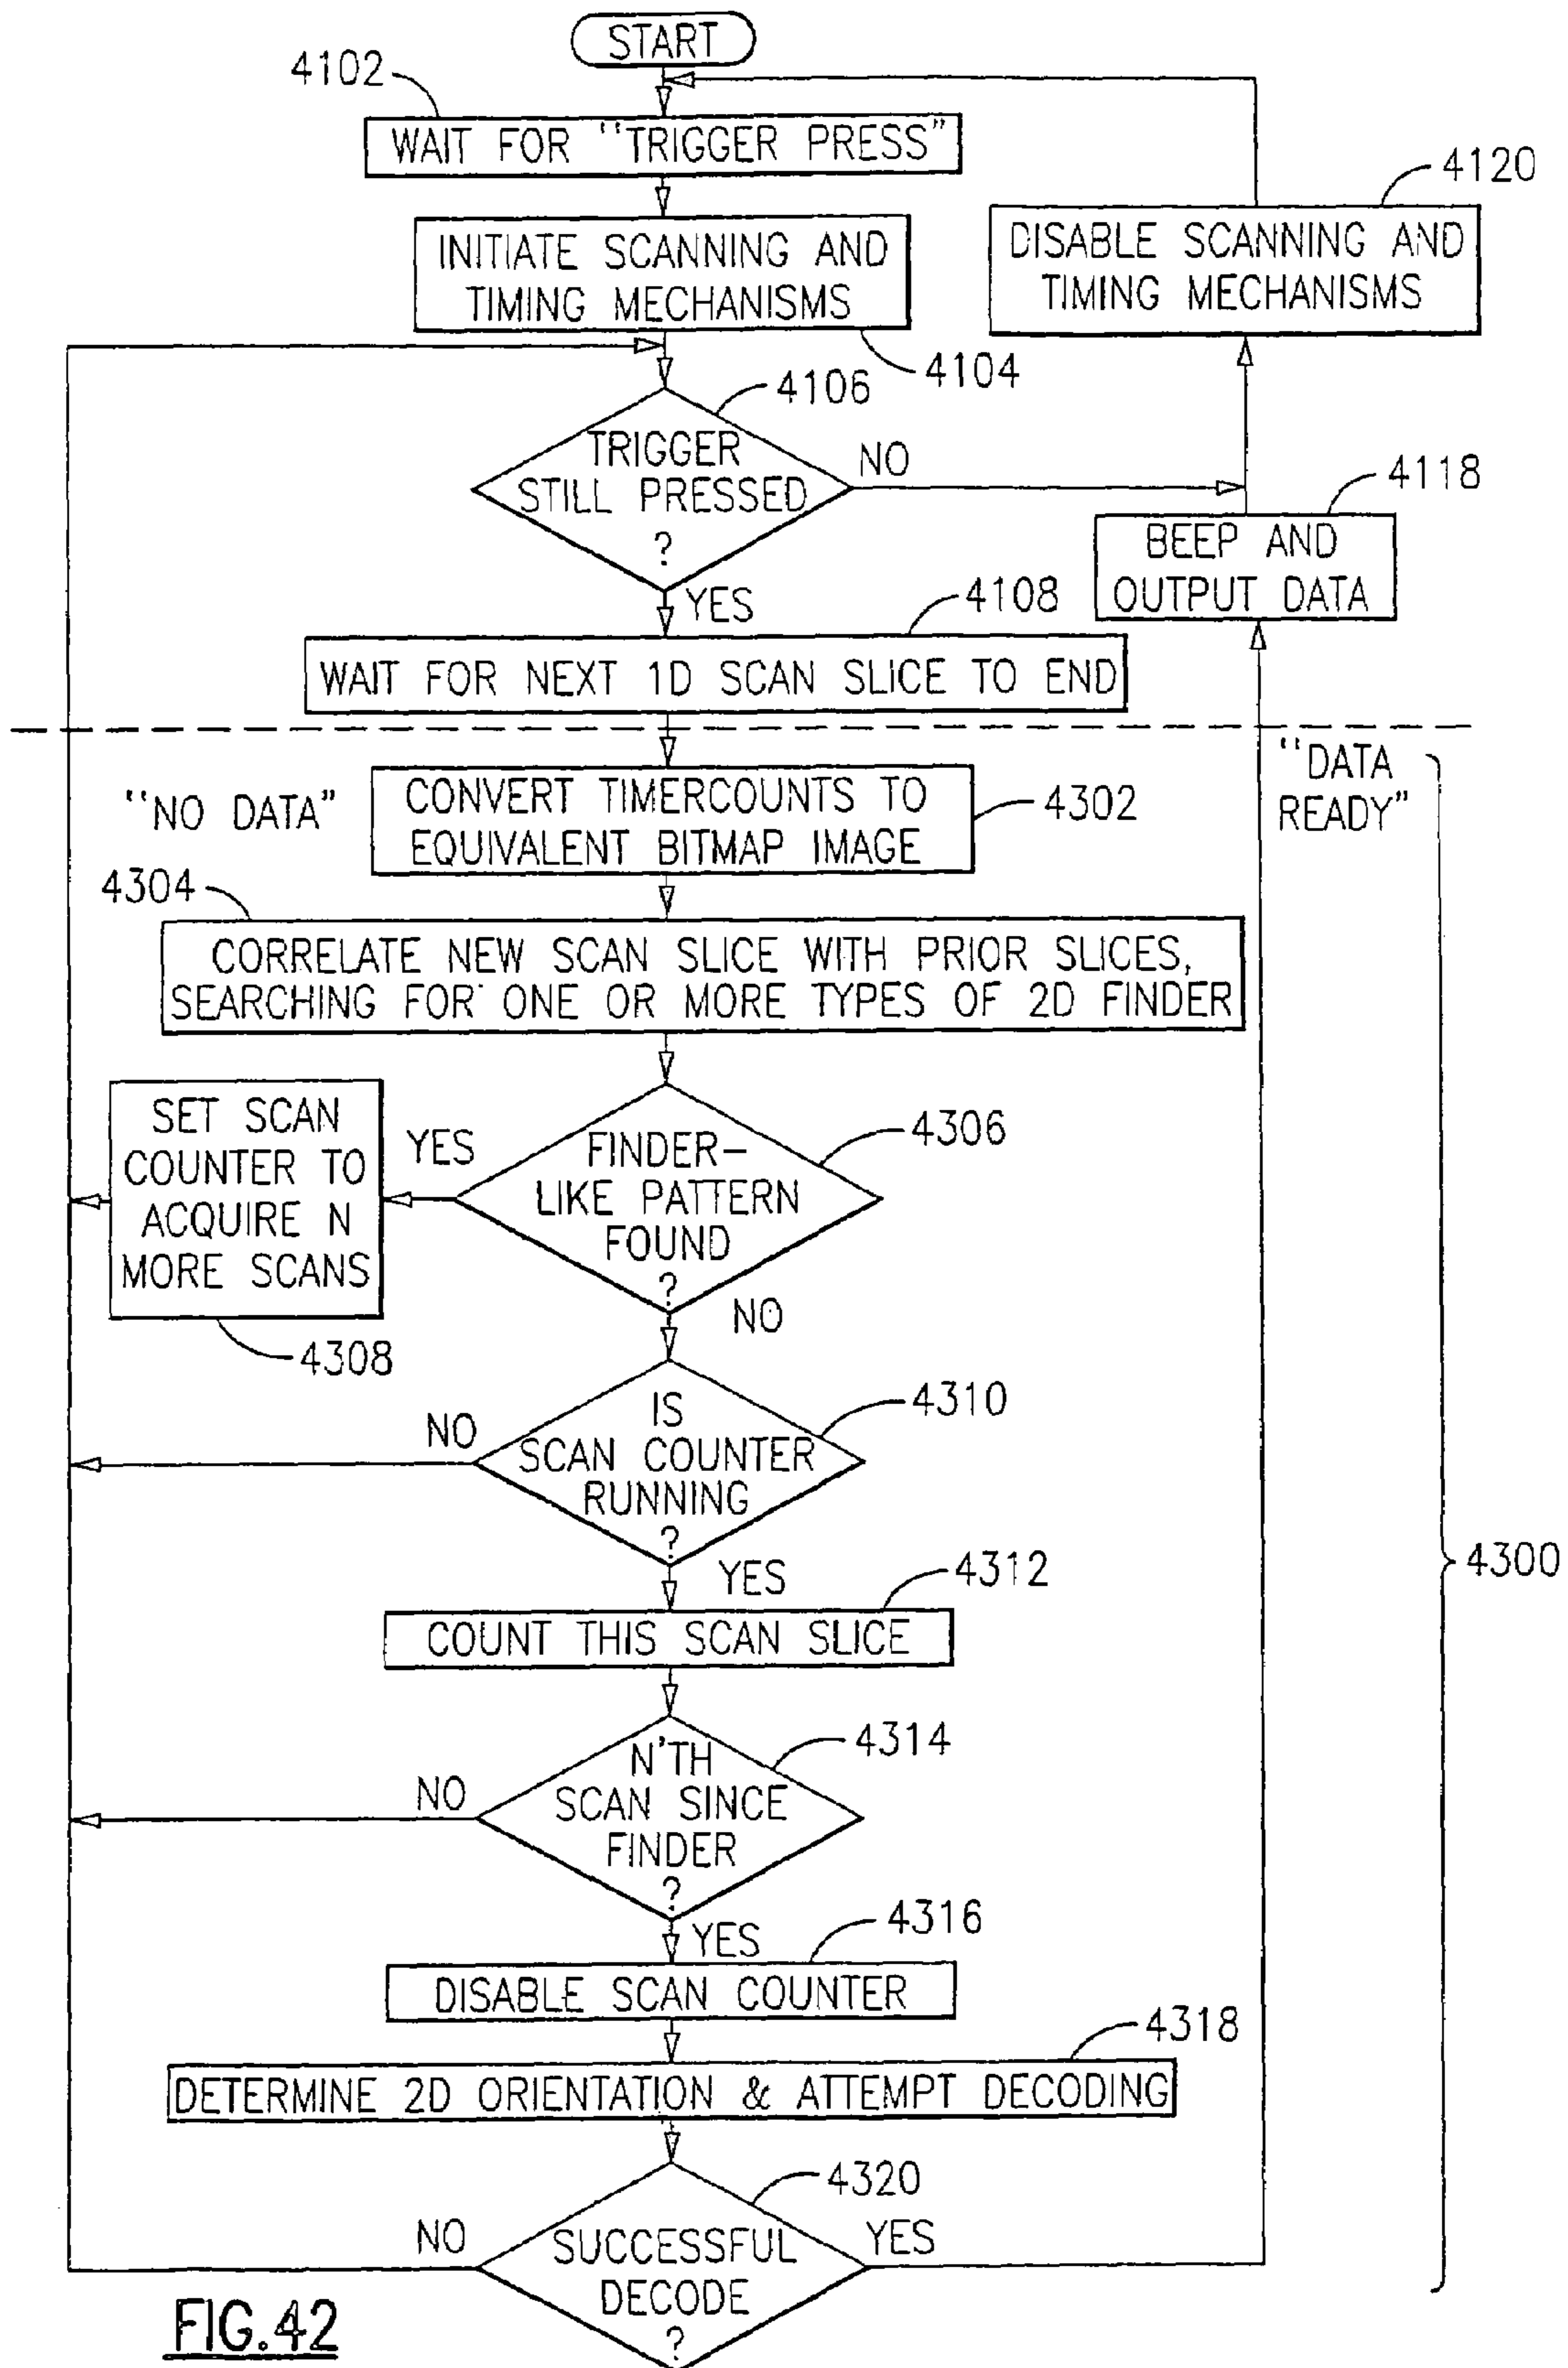 START
4102
WAIT FOR "TRIGGER PRESS"
4120
INITIATE SCANNING AND
TIMING MECHANISMS
DISABLE SCANNING AND
TIMING MECHANISMS
4104
4106
TRIGGER
STILL PRESSED
?
NO
4118
BEEP AND
OUTPUT DATA
YES
4108
WAIT FOR NEXT 1D SCAN SLICE TO END
"NO DATA"
"DATA
READY"
CONVERT TIMERCOUNTS TO
EQUIVALENT BITMAP IMAGE
4302
4304
CORRELATE NEW SCAN SLICE WITH PRIOR SLICES,
SEARCHING FOR ONE OR MORE TYPES OF 2D FINDER
SET SCAN
COUNTER TO
ACQUIRE N
MORE SCANS
YES
4306
FINDER-
LIKE PATTERN
FOUND
?
NO
4308
4310
IS
SCAN COUNTER
RUNNING
?
NO
YES
4312
4300
COUNT THIS SCAN SLICE
4314
N'TH
SCAN SINCE
FINDER
?
NO
YES
4316
DISABLE SCAN COUNTER
4318
DETERMINE 2D ORIENTATION & ATTEMPT DECODING
4320
NO
SUCCESSFUL
DECODE
?
YES
FIG.42